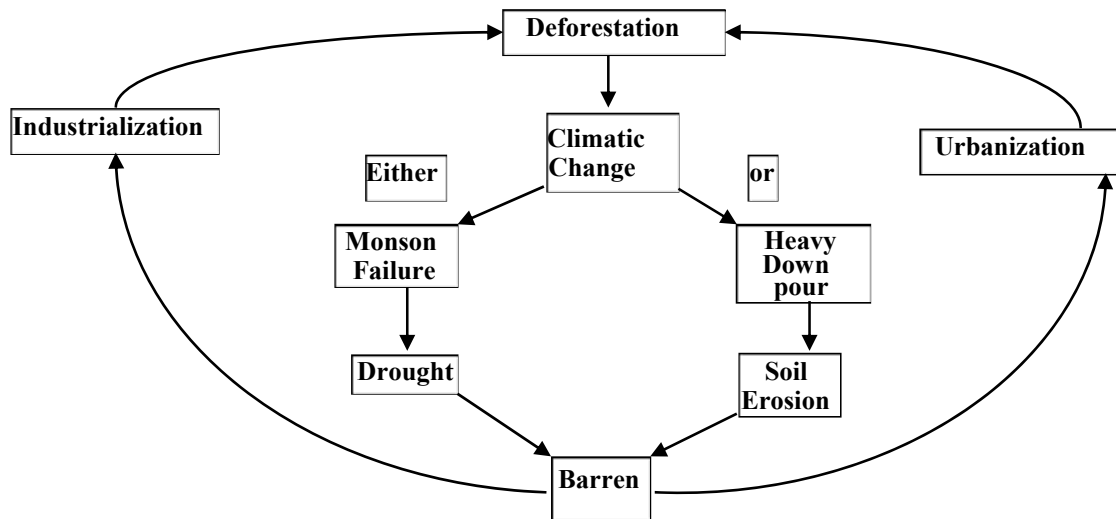 Deforestation
Industrialization
Climatic
Change
Urbanization
Either
or
Monson
Failure
Heavy
Down
pour
Drought
Soil
Erosion
Barren